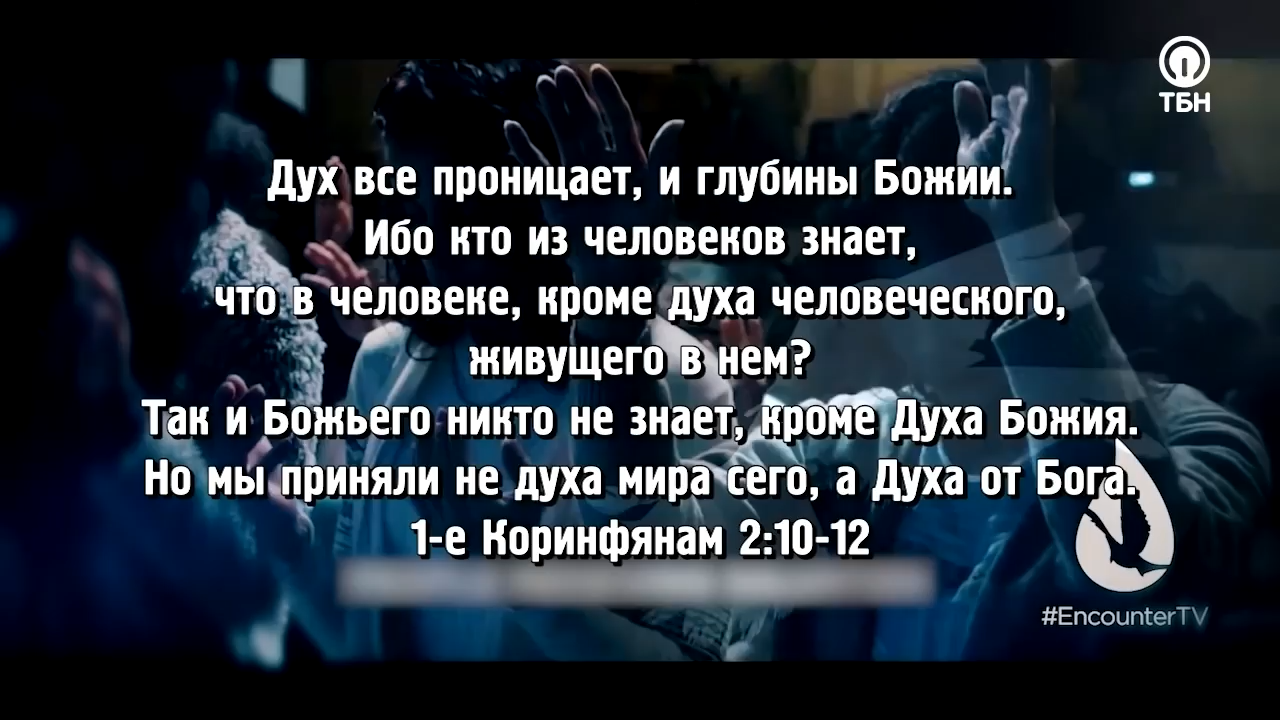 ТБН
Дух все проницает, и глубины Божии.
Ибо кто из человеков знает,
что в человеке, кроме духа человеческого,
живущего в нем?
Так и Божьего никто не знает, кроме Духа Божия.
Но мы приняли не духа мира сего, а Духа от Бога.
1-е Коринфянам 2:10-12
#EncounterTV